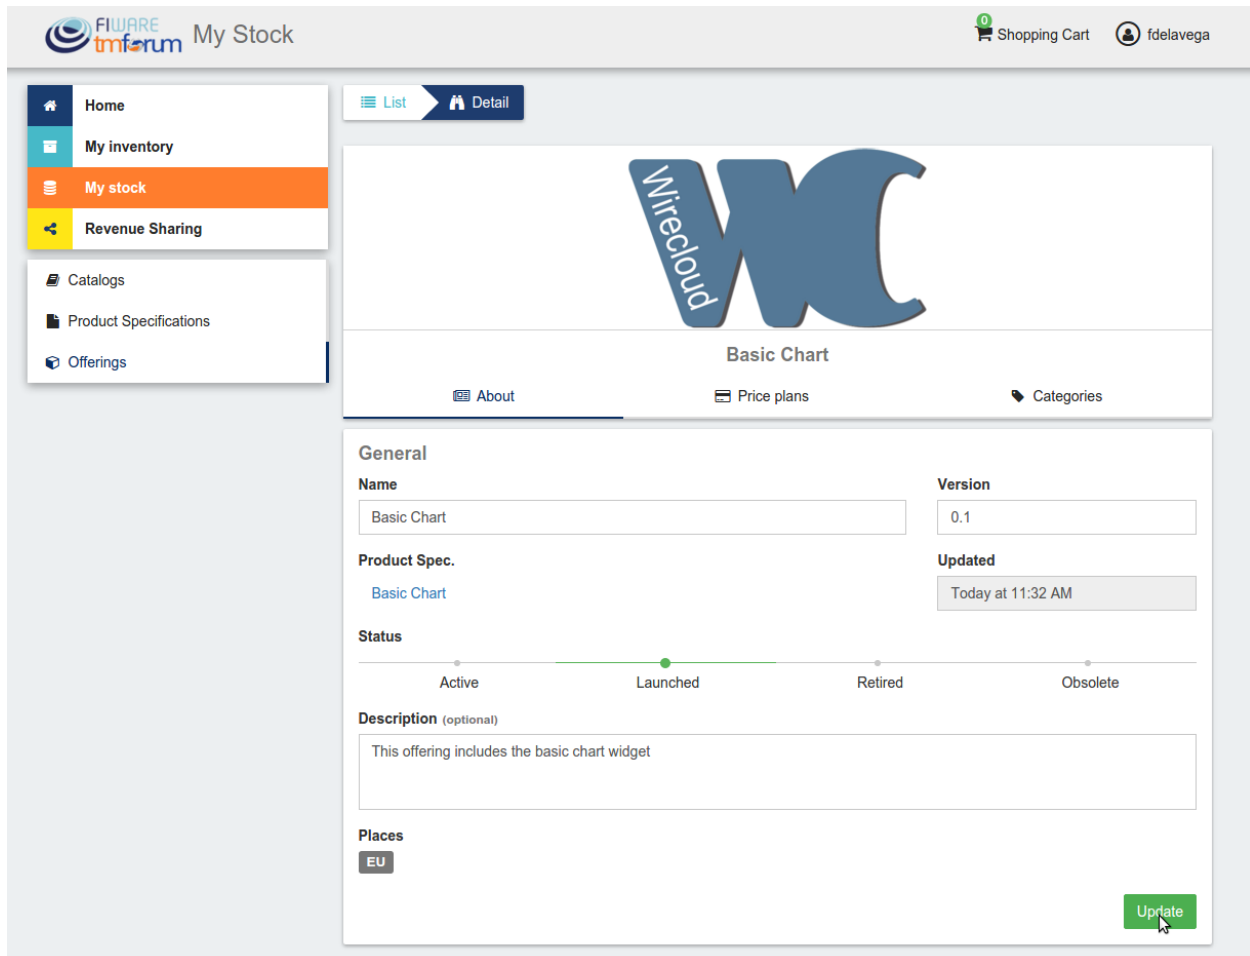 FIWARE
tmforum
My Stock
0
Shopping Cart
fdelavega
Home
My inventory
My stock
Revenue Sharing
Catalogs
Product Specifications
Offerings
List
Detail
Wirecloud
WC
Basic Chart
About
Price plans
Categories
General
Name
Version
Basic Chart
0.1
Product Spec.
Updated
Basic Chart
Today at 11:32 AM
Status
Active
Launched
Retired
Obsolete
Description (optional)
This offering includes the basic chart widget
Places
EU
Update